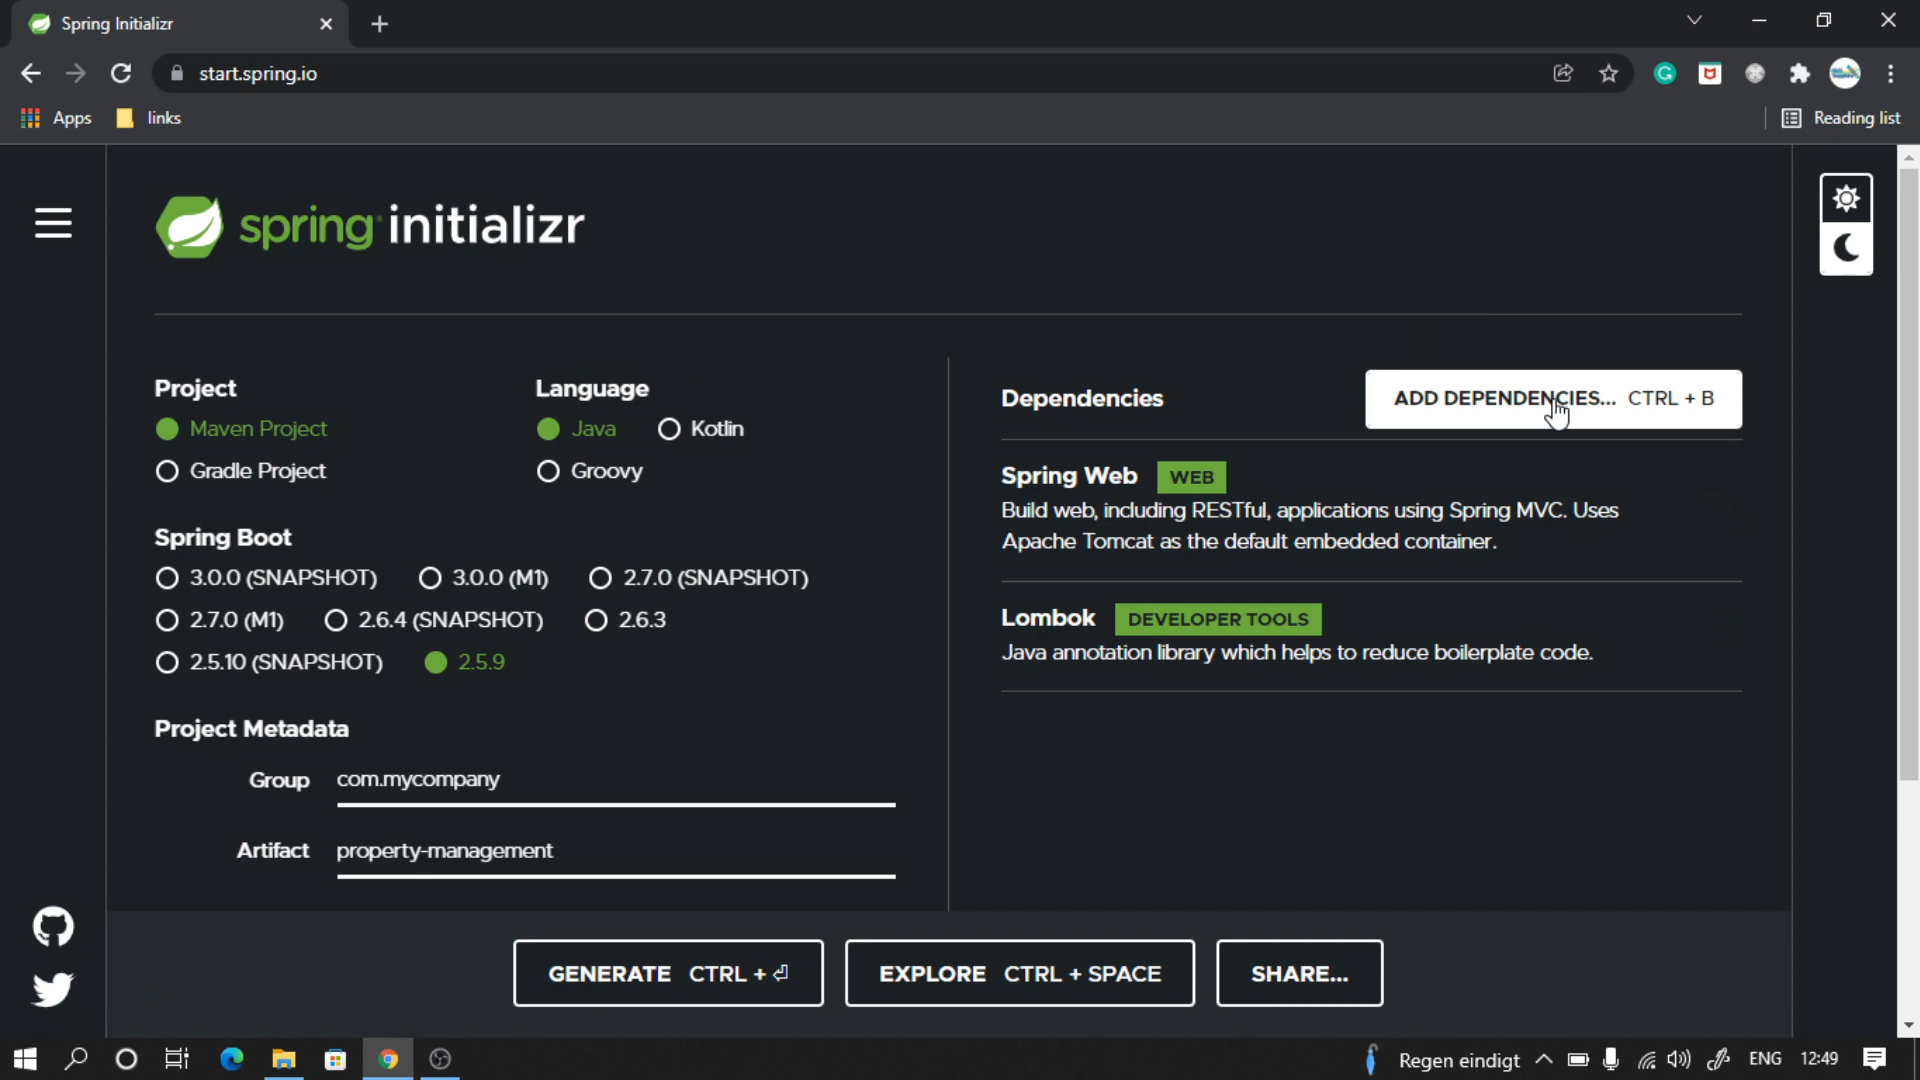 Spring Initializr
start.spring.io
Apps
links
Reading list
spring initializr
Project
Maven Project
Gradle Project
Language
Java
Kotlin
Groovy
Spring Boot
3.0.0 (SNAPSHOT)
3.0.0 (M1)
2.7.0 (SNAPSHOT)
2.7.0 (M1)
2.6.4 (SNAPSHOT)
2.6.3
2.5.10 (SNAPSHOT)
2.5.9
Project Metadata
Group com.mycompany
Artifact property-management
Dependencies
ADD DEPENDENCIES... CTRL + B
Spring Web WEB
Build web, including RESTful, applications using Spring MVC. Uses
Apache Tomcat as the default embedded container.
Lombok DEVELOPER TOOLS
Java annotation library which helps to reduce boilerplate code.
GENERATE CTRL + ⏎
EXPLORE CTRL + SPACE
SHARE...
Regen eindigt
ENG
12:49